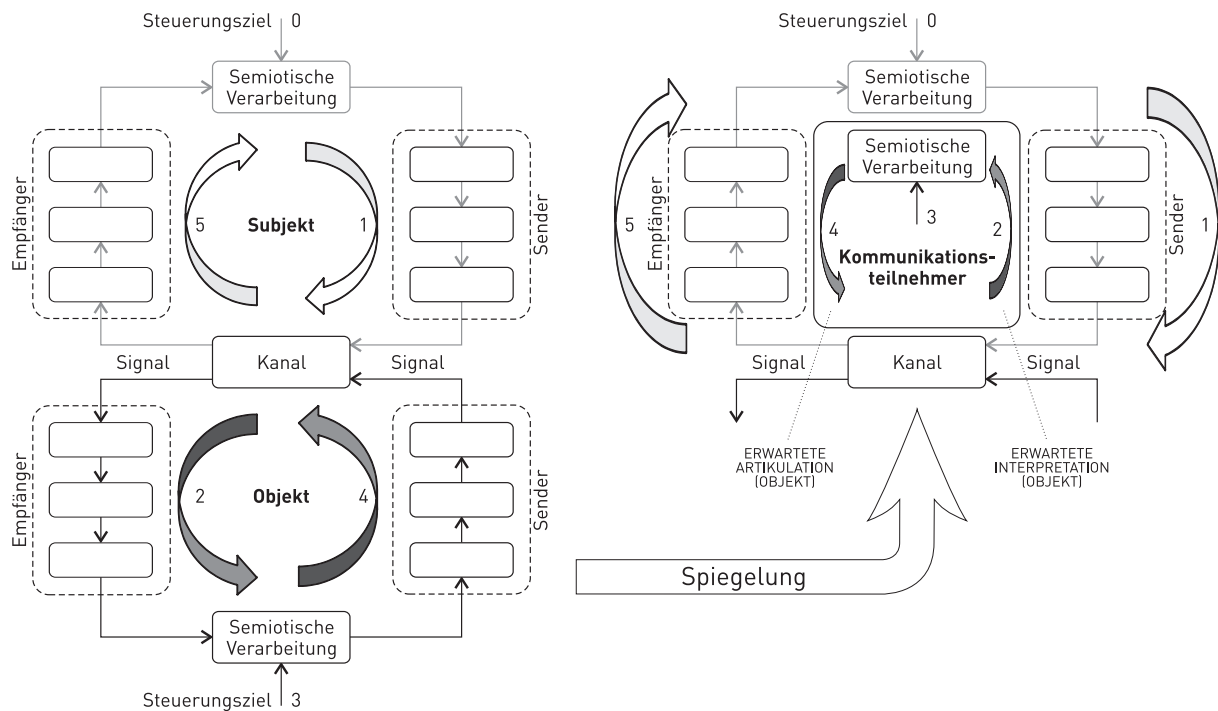 Steuerungsziel 0
Semiotische
Verarbeitung
Empfänger
5
Subjekt
1
Sender
Signal
Kanal
Signal
Empfänger
2
Objekt
4
Sender
Semiotische
Verarbeitung
Steuerungsziel 3
Steuerungsziel 0
Semiotische
Verarbeitung
5
Empfänger
Semiotische
Verarbeitung
4
3
2
Kommunikations-
teilnehmer
Sender
1
Signal
Kanal
Signal
ERWARTETE
ARTIKULATION
(OBJEKT)
ERWARTETE
INTERPRETATION
(OBJEKT)
Spiegelung